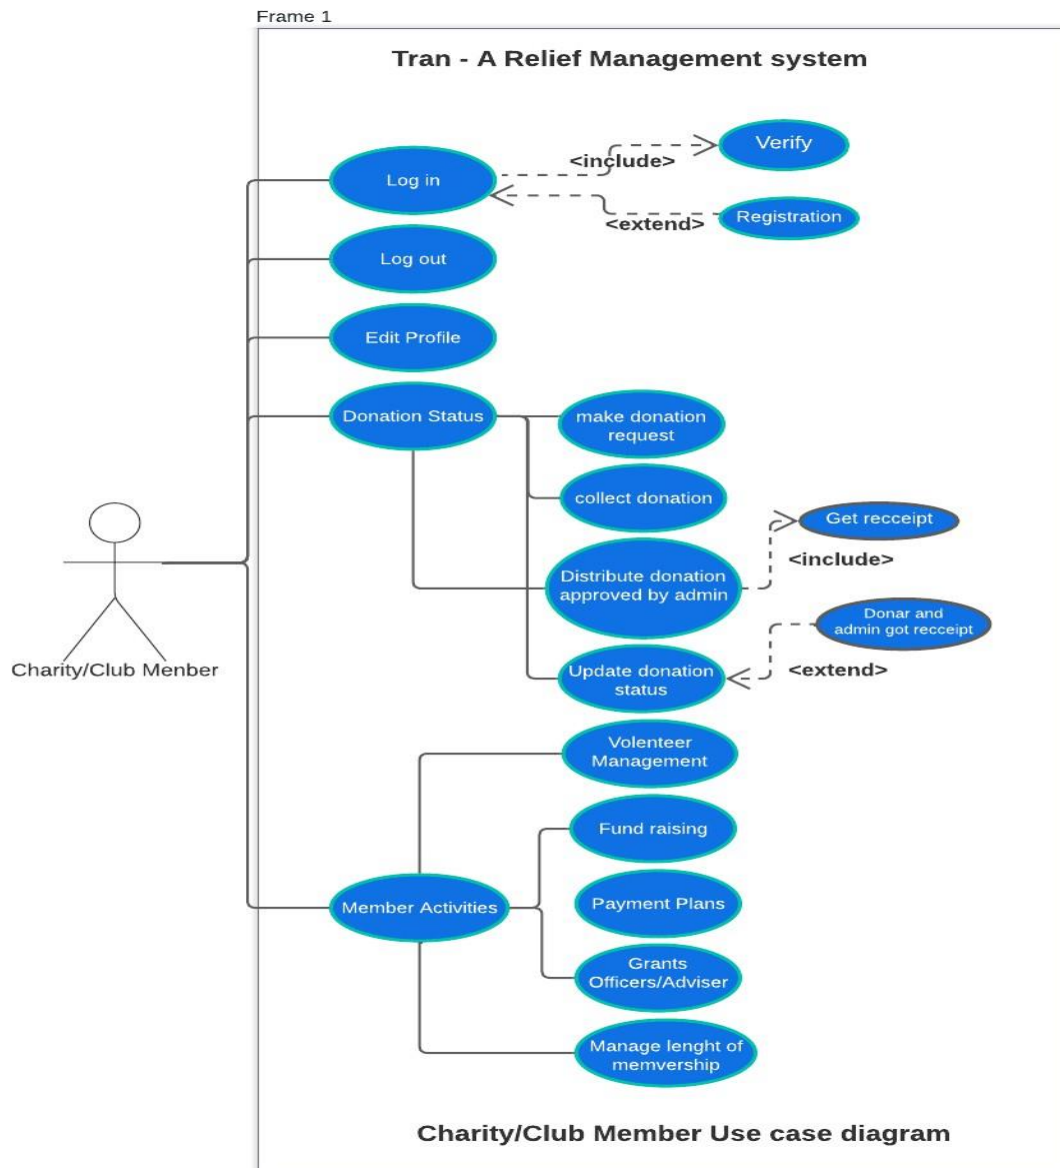 Frame 1
Tran - A Relief Management system
Log in
<include>
Verify
<extend>
Registration
Log out
Edit Profile
Donation Status
make donation
request
collect donation
Distribute donation
approved by admin
Get recceipt
<include>
Donar and
admin got recceipt
<extend>
Update donation
status
Charity/Club Menber
Volenteer
Management
Fund raising
Member Activities
Payment Plans
Grants
Officers/Adviser
Manage lenght of
memvership
Charity/Club Member Use case diagram